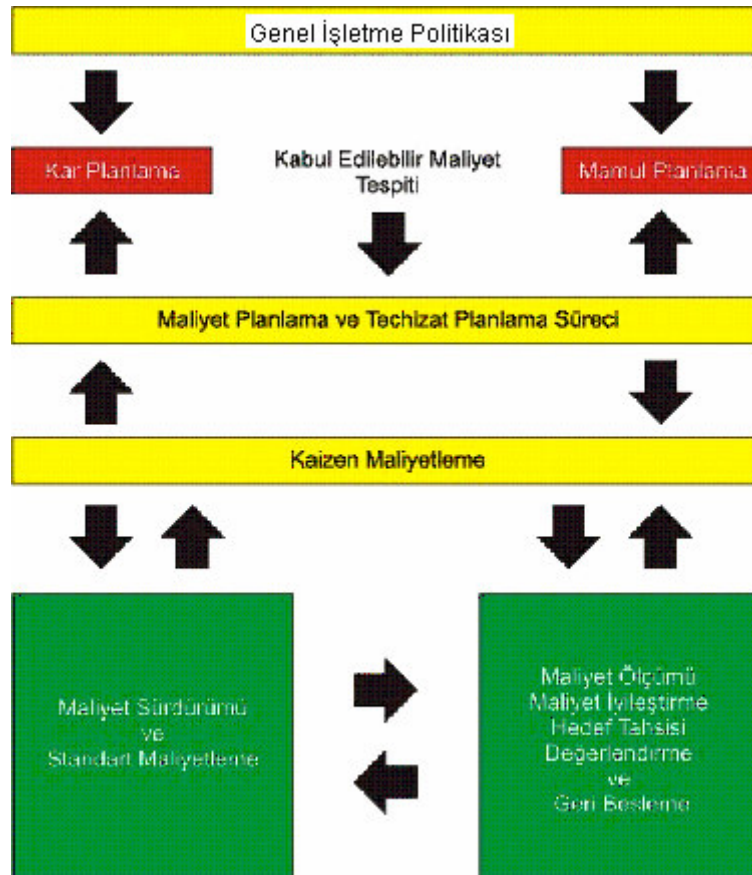 Genel İşletme Politikası
Kar Planlama
Kabul Edilebilir Maliyet
Tespiti
Mamul Planlama
Maliyet Planlama ve Techizat Planlama Süreci
Kaizen Maliyetleme
Maliyet Sürdürümü
ve
Standart Maliyetleme
Maliyet Ölçümü
Maliyet İyileştirme
Hedef Tahsisi
Değerlendirme
ve
Geri Besleme